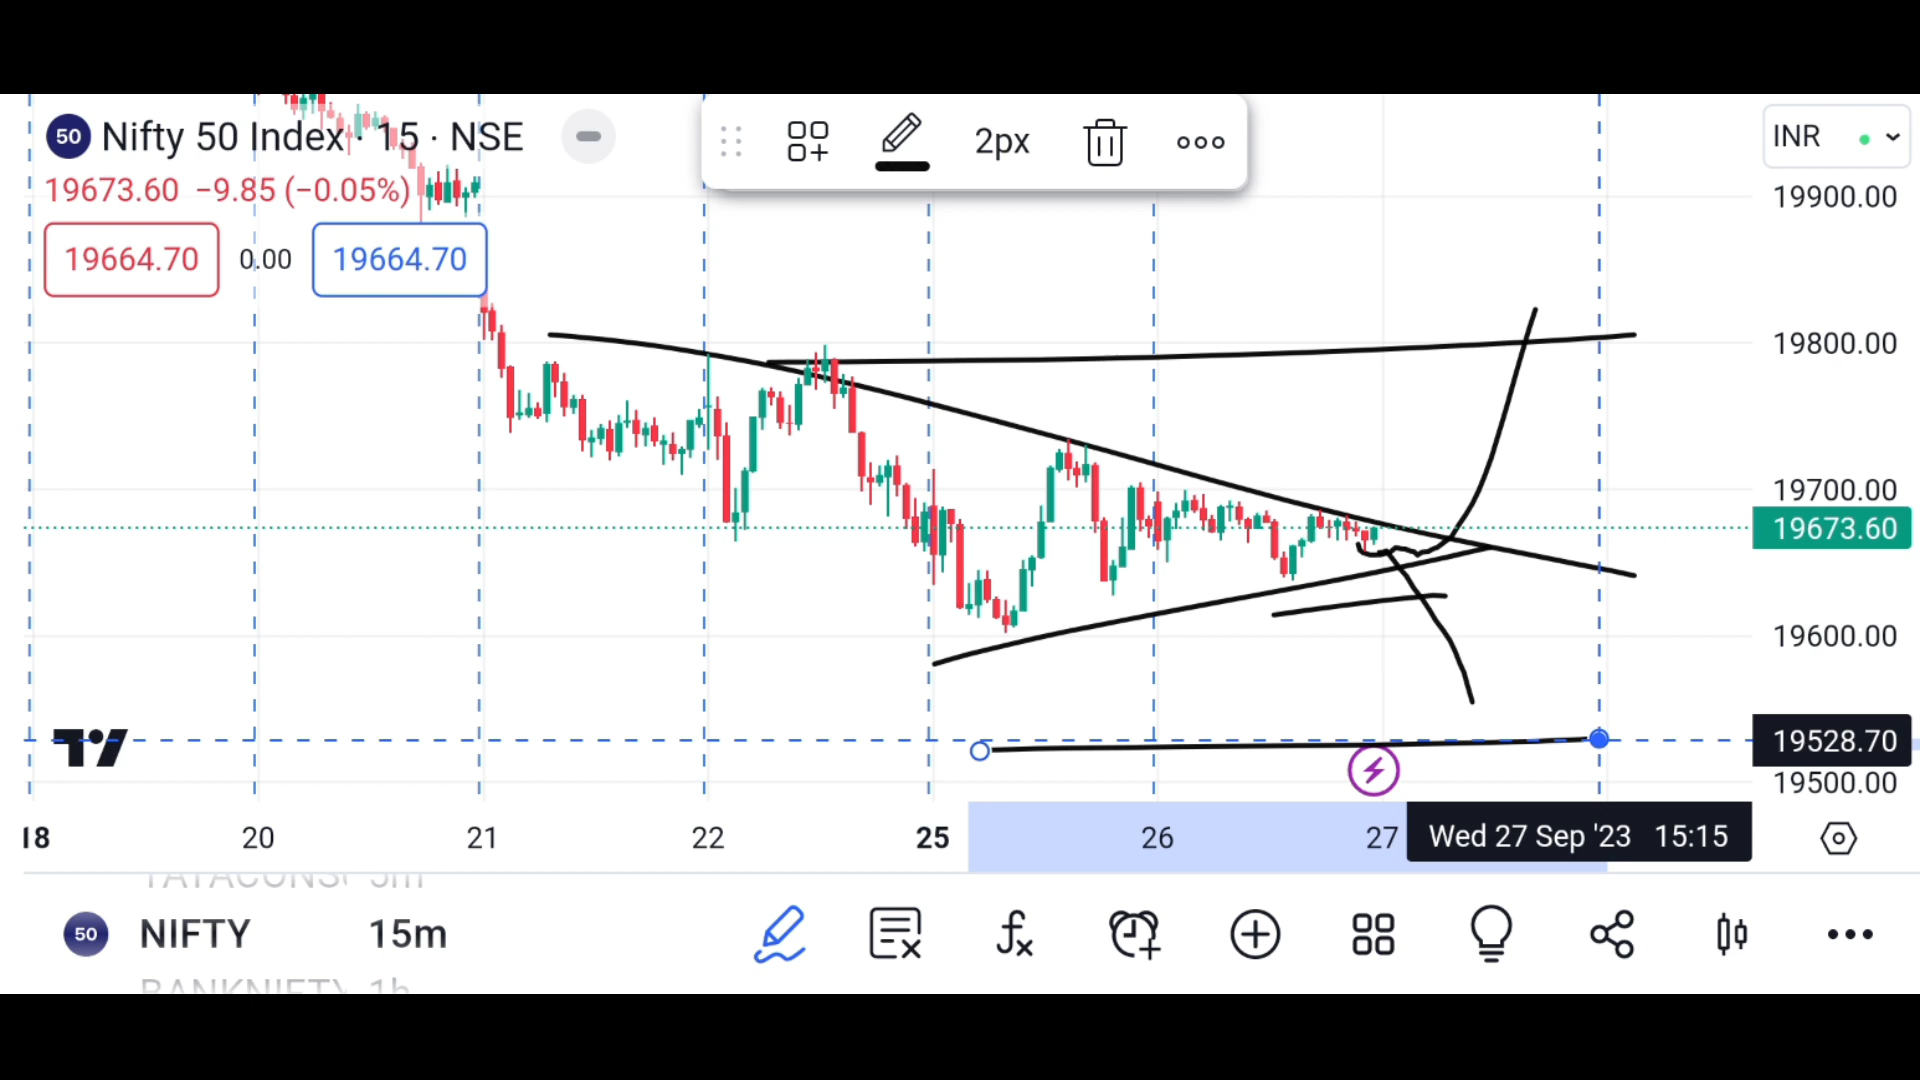 50 Nifty 50 Index · 15 · NSE
19673.60 −9.85 (−0.05%)
19664.70 0.00 19664.70
2px
INR
19900.00
19800.00
19700.00
19673.60
19600.00
19528.70
19500.00
18 20 21 22 25 26 27 Wed 27 Sep '23 15:15
50 NIFTY 15m
BANKNIFTY 1h